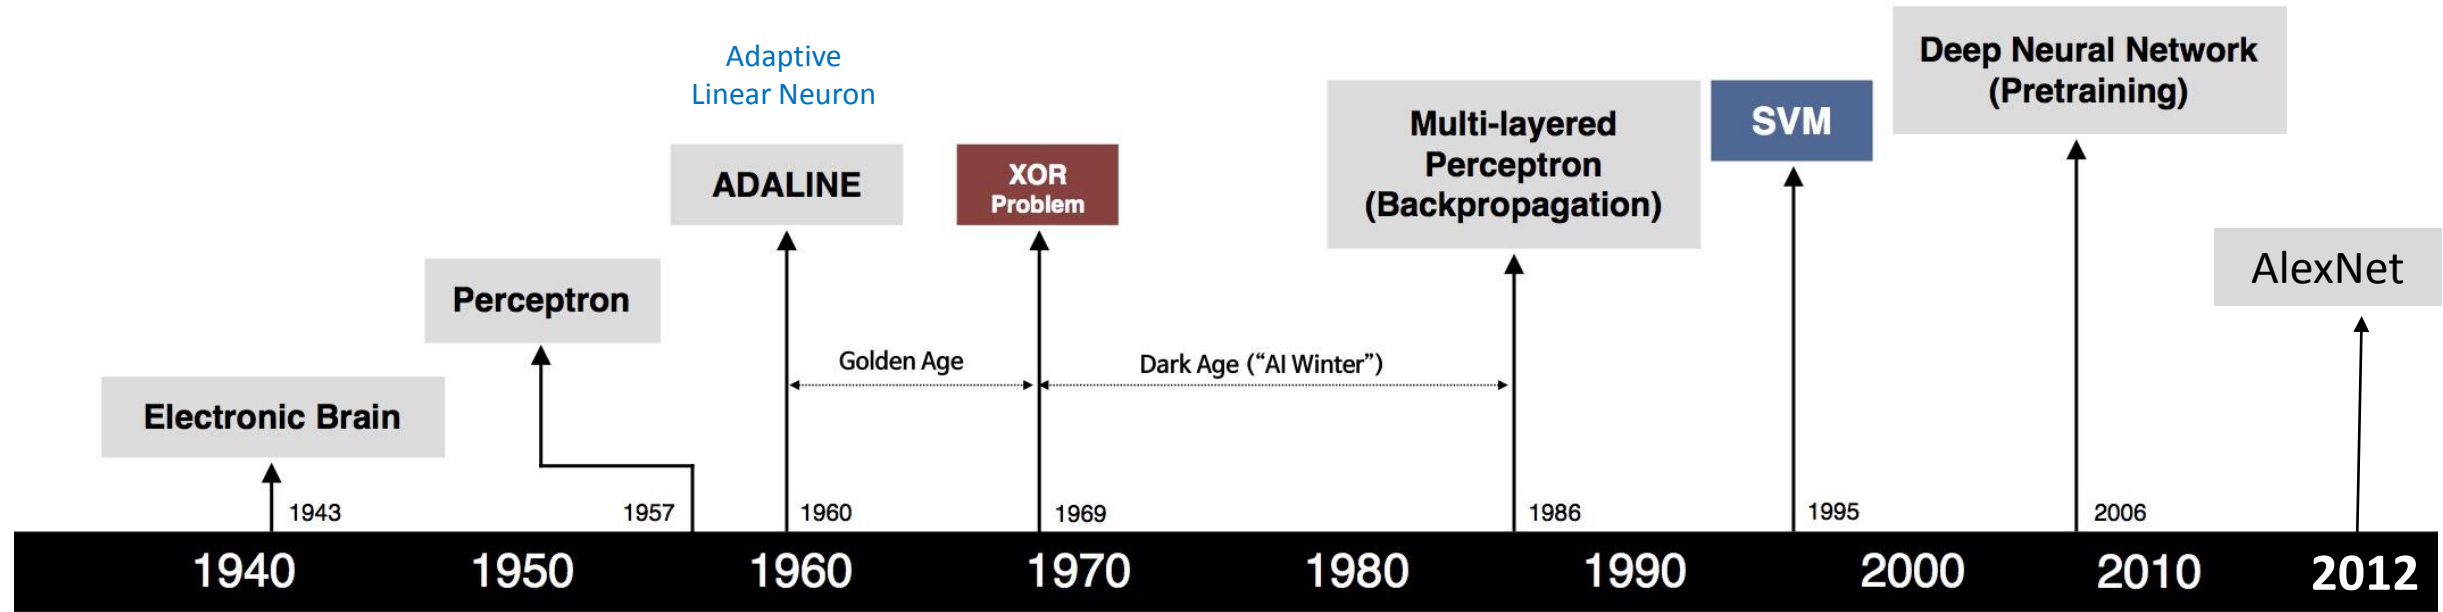 Adaptive
Linear Neuron
Deep Neural Network
(Pretraining)
Multi-layered
Perceptron
(Backpropagation)
SVM
ADALINE
XOR
Problem
AlexNet
Perceptron
Golden Age
Dark Age (“AI Winter”)
Electronic Brain
1943
1957
1960
1969
1986
1995
2006
1940 1950 1960 1970 1980 1990 2000 2010 2012